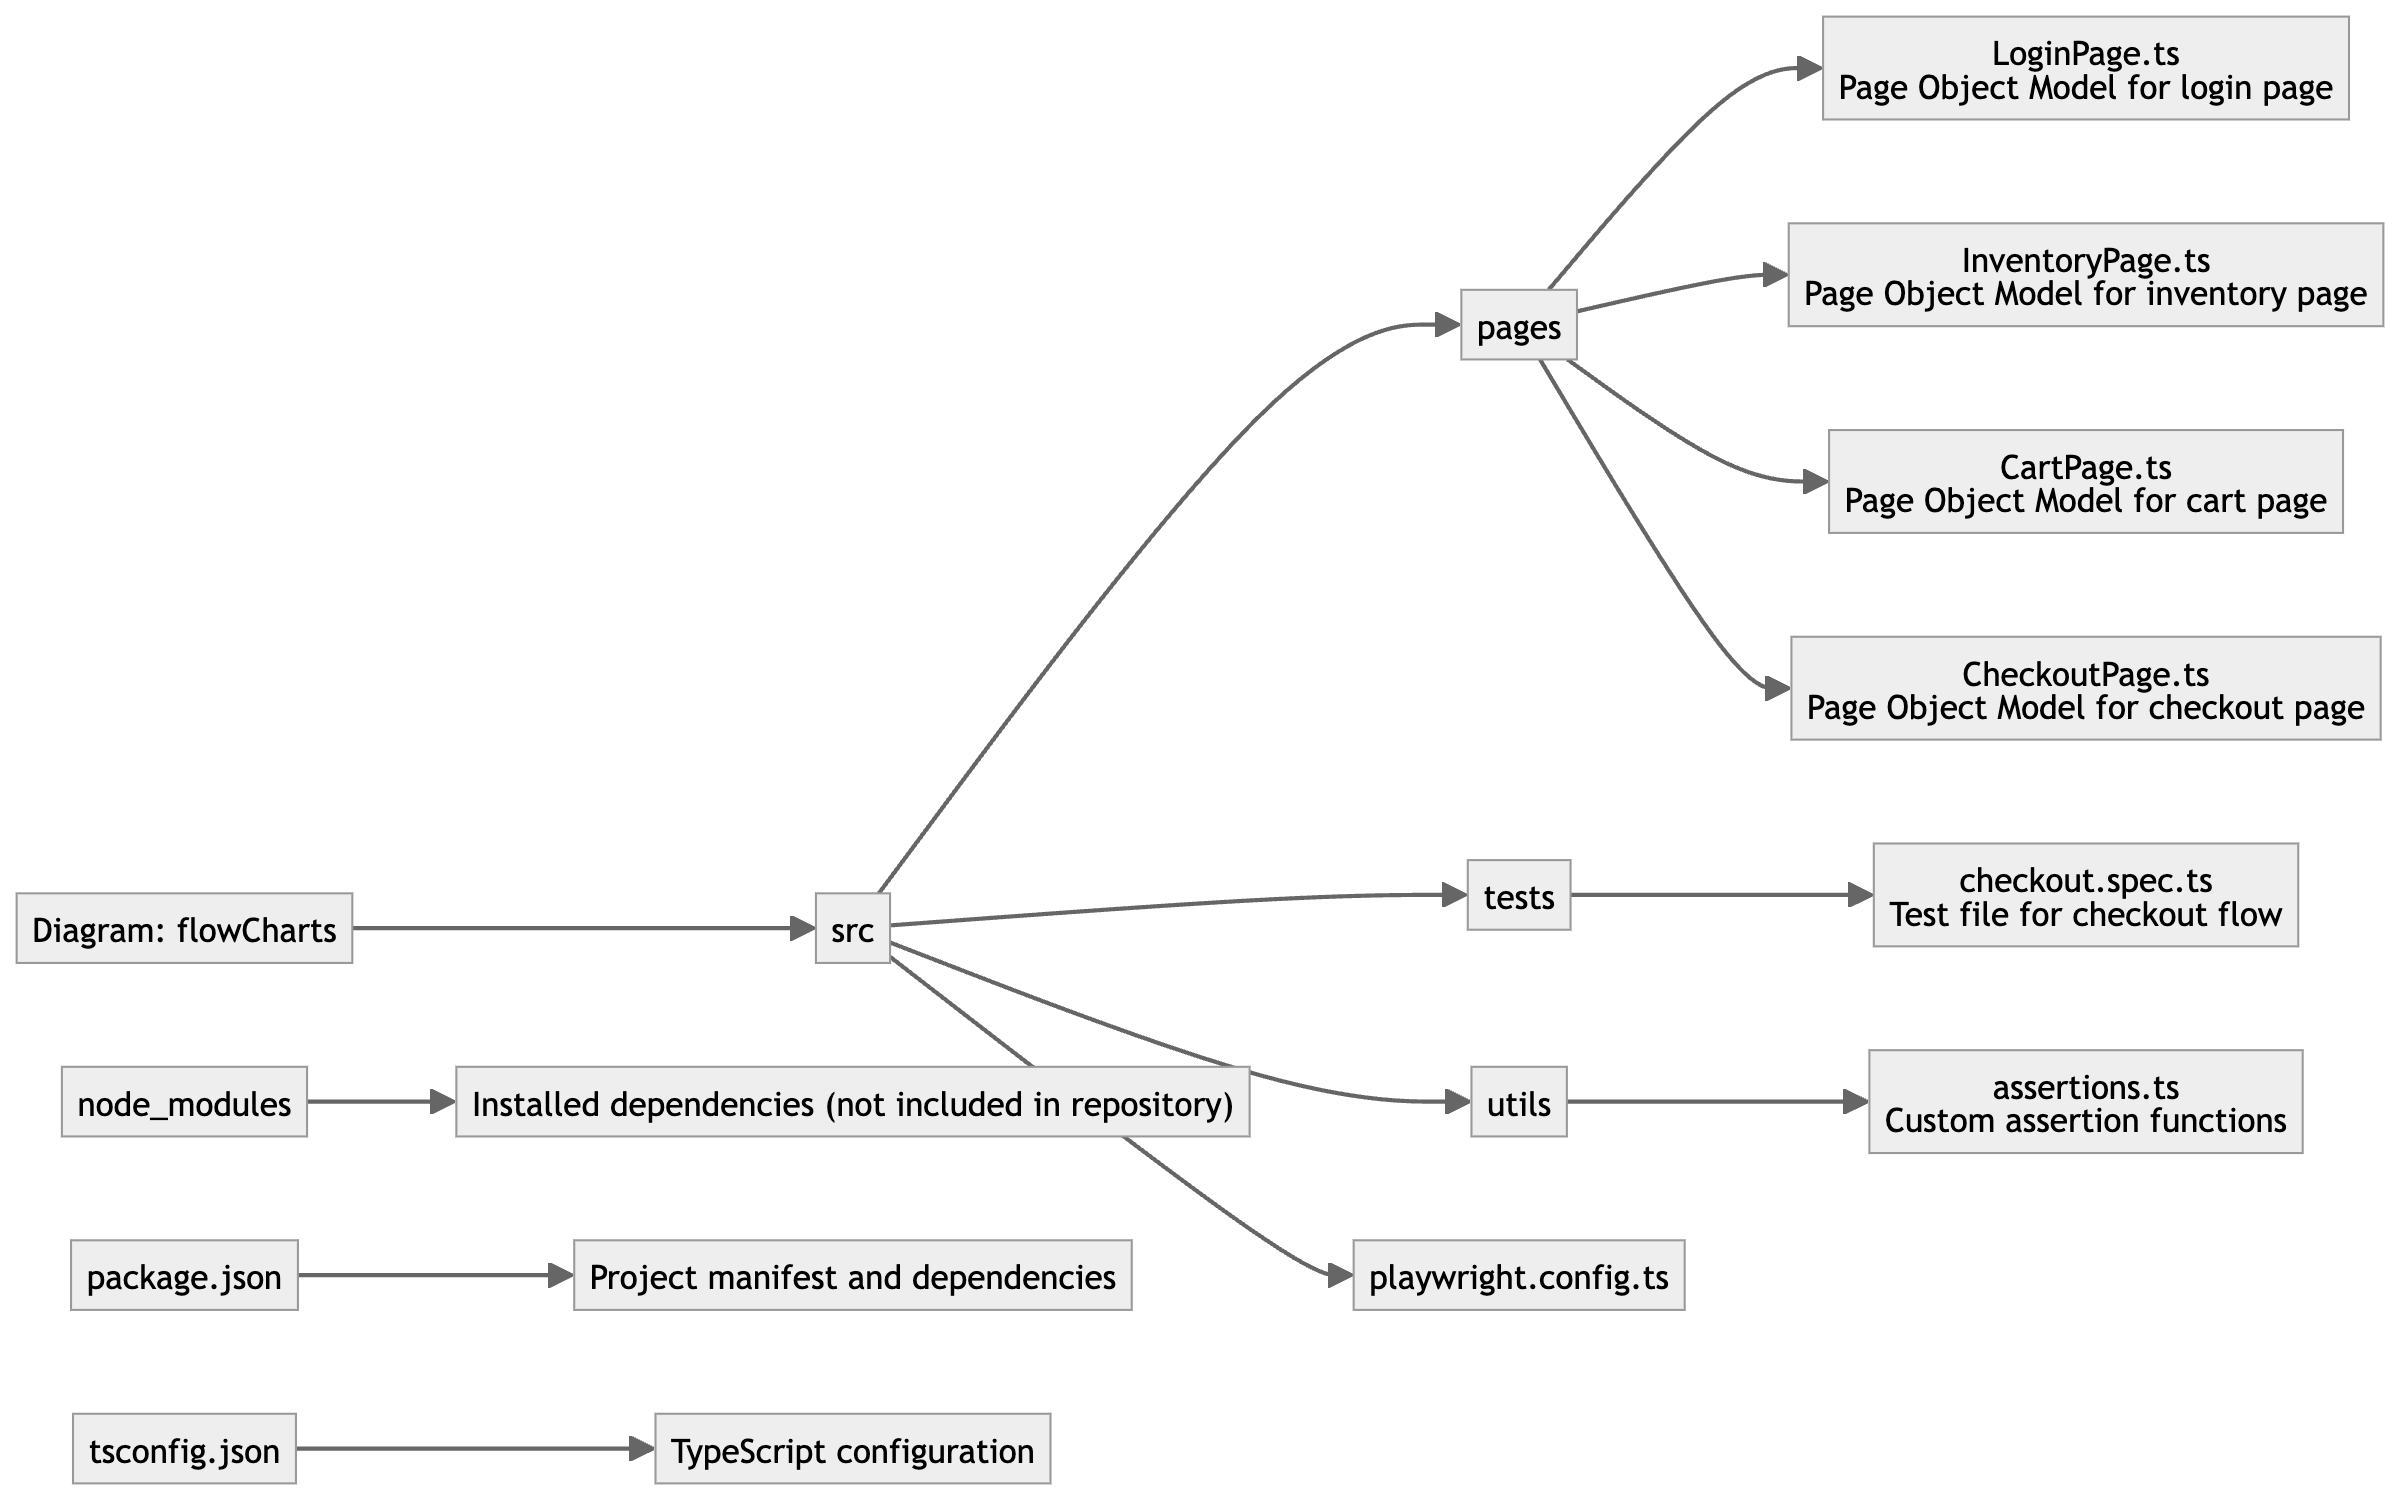 LoginPage.ts
Page Object Model for login page
InventoryPage.ts
Page Object Model for inventory page
pages
CartPage.ts
Page Object Model for cart page
CheckoutPage.ts
Page Object Model for checkout page
Diagram: flowCharts
src
tests
checkout.spec.ts
Test file for checkout flow
node_modules
Installed dependencies (not included in repository)
utils
assertions.ts
Custom assertion functions
package.json
Project manifest and dependencies
playwright.config.ts
tsconfig.json
TypeScript configuration